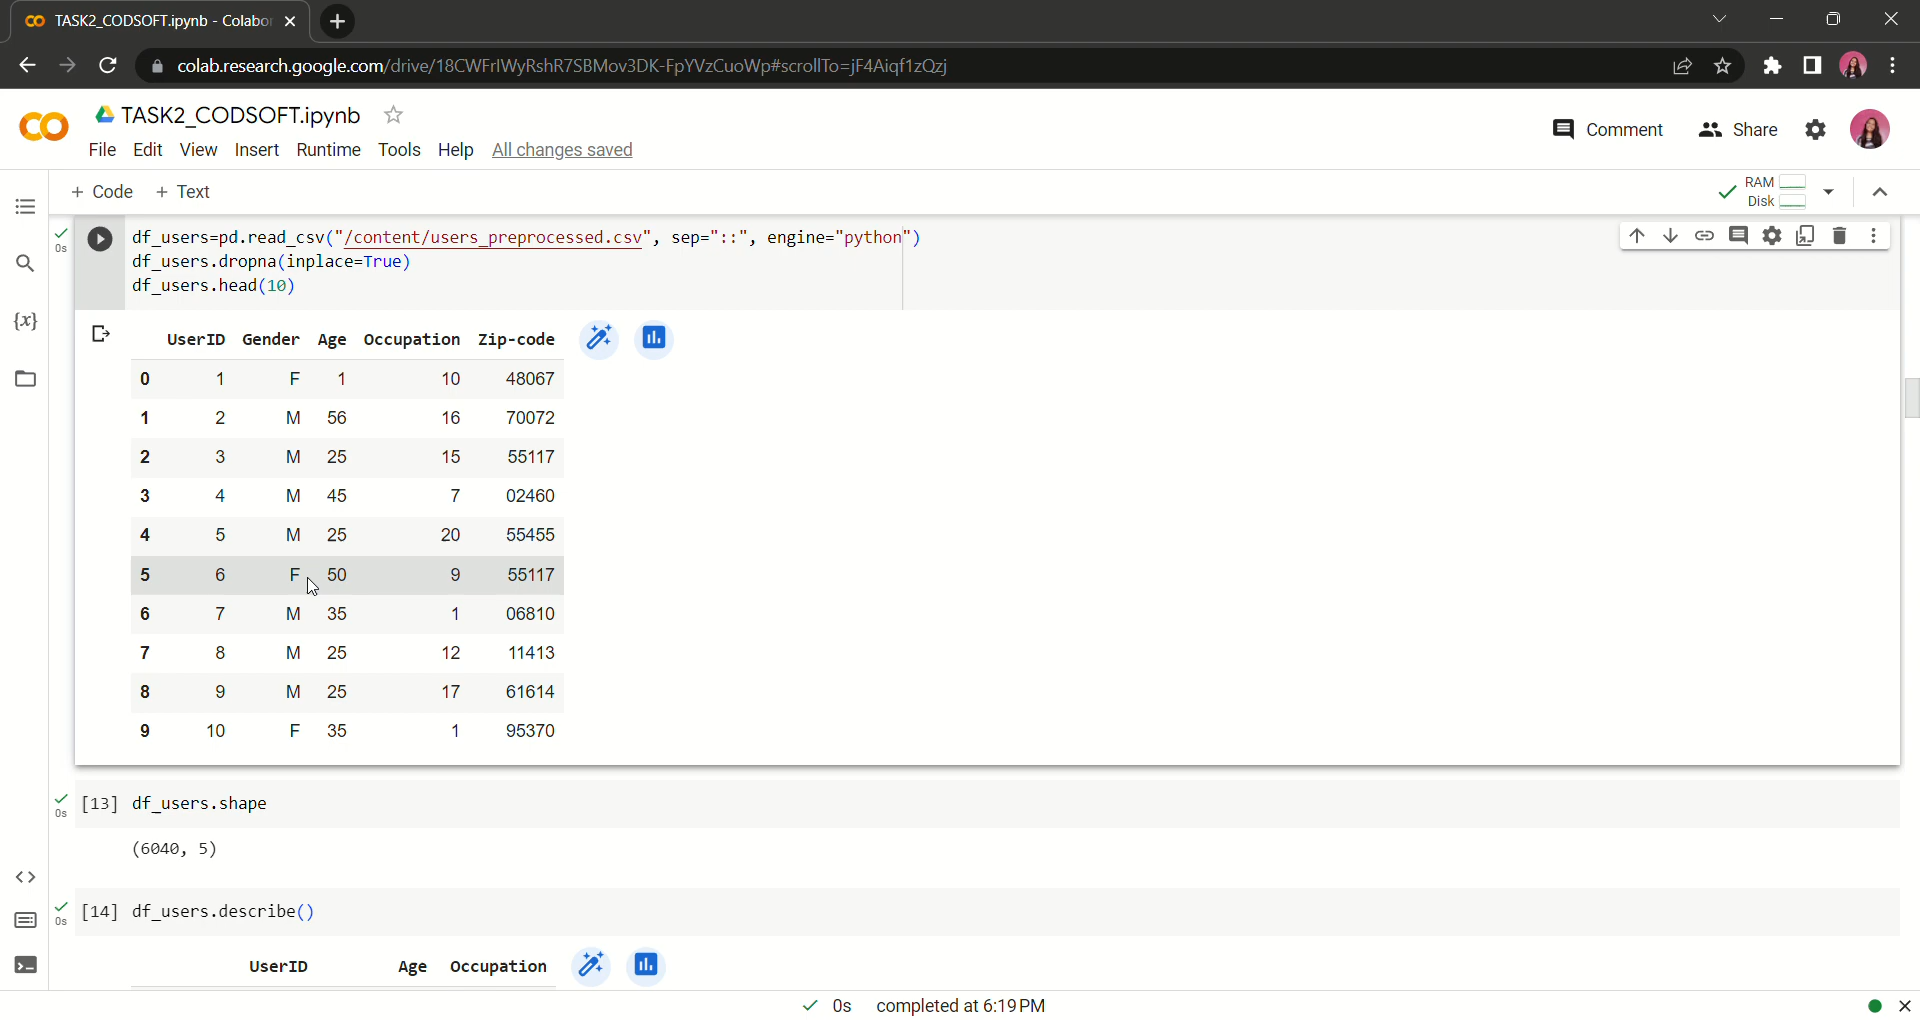 TASK2_CODSOFT.ipynb - Colabor
colab.research.google.com/drive/18CWFrIWyRshR7SBMov3DK-FpYVzCuoWp#scrollTo=jF4Aiqf1zQzj
TASK2_CODSOFT.ipynb
File Edit View Insert Runtime Tools Help All changes saved
Comment Share
+ Code + Text
RAM
Disk
0s
df_users=pd.read_csv("/content/users_preprocessed.csv", sep="::", engine="python")
df_users.dropna(inplace=True)
df_users.head(10)
UserID Gender Age Occupation Zip-code
0 1 F 1 10 48067
1 2 M 56 16 70072
2 3 M 25 15 55117
3 4 M 45 7 02460
4 5 M 25 20 55455
5 6 F 50 9 55117
6 7 M 35 1 06810
7 8 M 25 12 11413
8 9 M 25 17 61614
9 10 F 35 1 95370
0s [13] df_users.shape
(6040, 5)
0s [14] df_users.describe()
UserID Age Occupation
0s completed at 6:19 PM